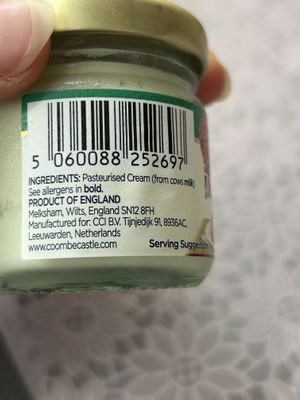 5 060088 252697
INGREDIENTS: Pasteurised Cream (from cows milk)
See allergens in bold.
PRODUCT OF ENGLAND
Melksham, Wilts, England SN12 8FH
Manufactured for: CCI B.V. Tijnjedijk 91, 8936AC,
Leeuwarden, Netherlands
www.coombecastle.com
Serving Suggestion